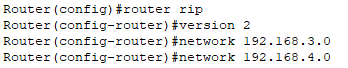 Router(config)#router rip
Router(config-router)#version 2
Router(config-router)#network 192.168.3.0
Router(config-router)#network 192.168.4.0